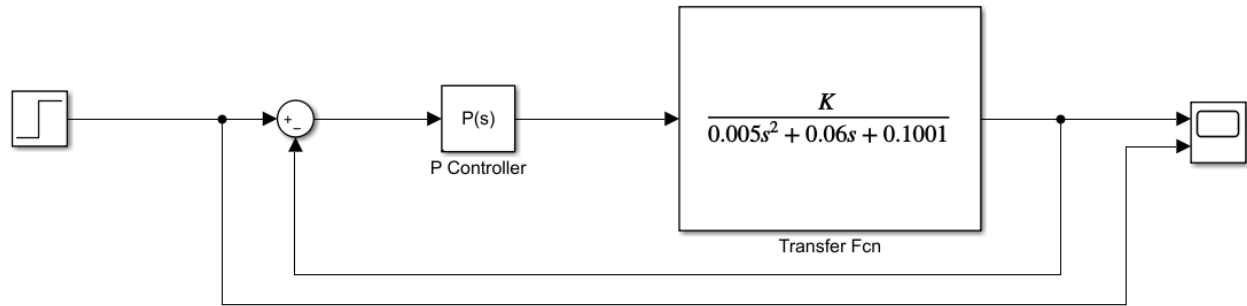 +
−
P(s)
P Controller
K
0.005s² + 0.06s + 0.1001
Transfer Fcn